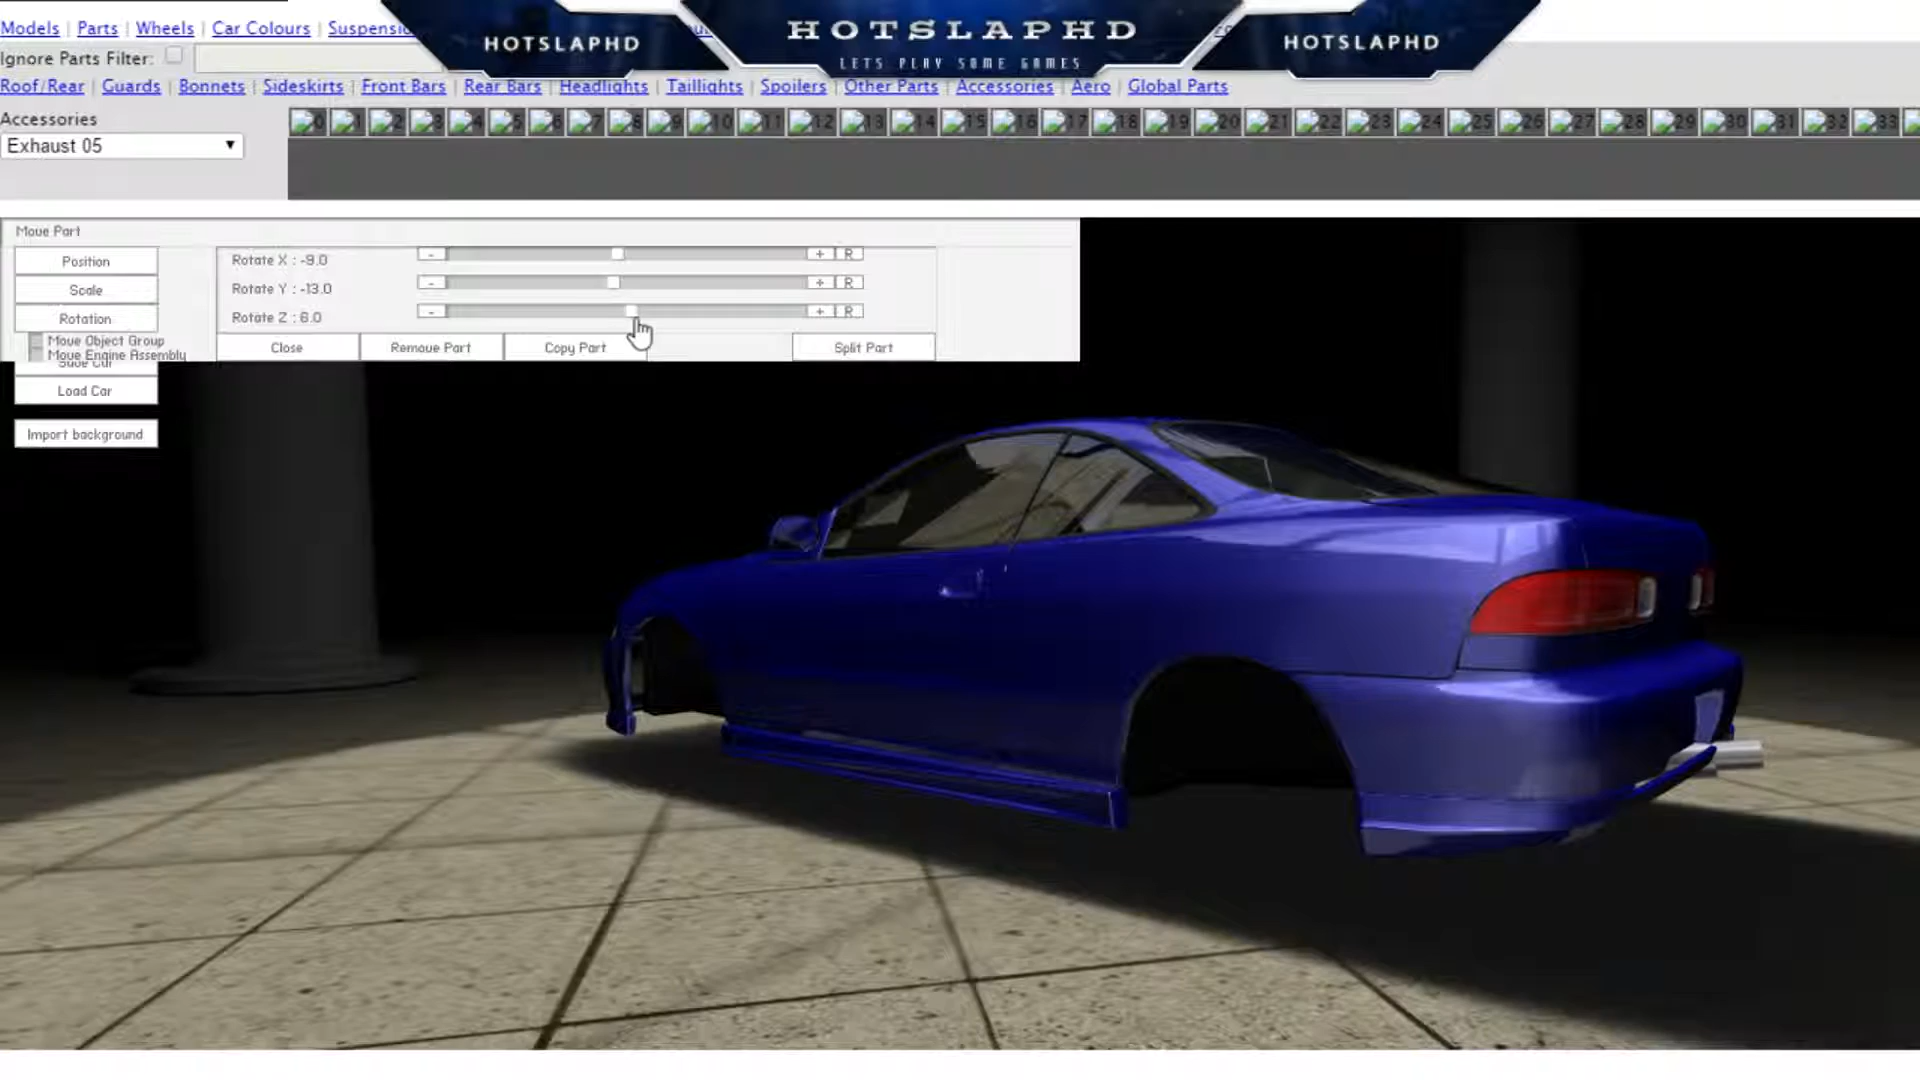 Models | Parts | Wheels | Car Colours |
HOTSLAPHD
HOTSLAPHD
LETS PLAY SOME GAMES
HOTSLAPHD
Ignore Parts Filter:
Roof/Rear | Guards | Bonnets | Sideskirts | Front Bars | Rear Bars | Headlights | Taillights | Spoilers | Other Parts | Accessories | Aero | Global Parts
Accessories
0 1 2 3 4 5 6 7 8 9 10 11 12 13 14 15 16 17 18 19 20 21 22 23 24 25 26 27 28 29 30 31 32 33
Exhaust 05
Move Part
Position
Scale
Rotation
Rotate X : -9.0 - + R
Rotate Y : -13.0 - + R
Rotate Z : 6.0 - + R
Move Object Group
Move Engine Assembly
Close
Remove Part
Copy Part
Split Part
Load Car
Import background